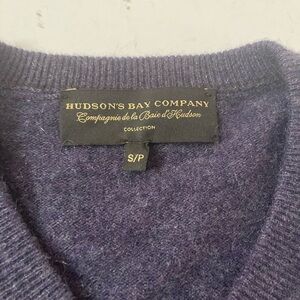 HUDSON'S BAY COMPANY
Compagnie de la Baie d'Hudson
COLLECTION
S/P